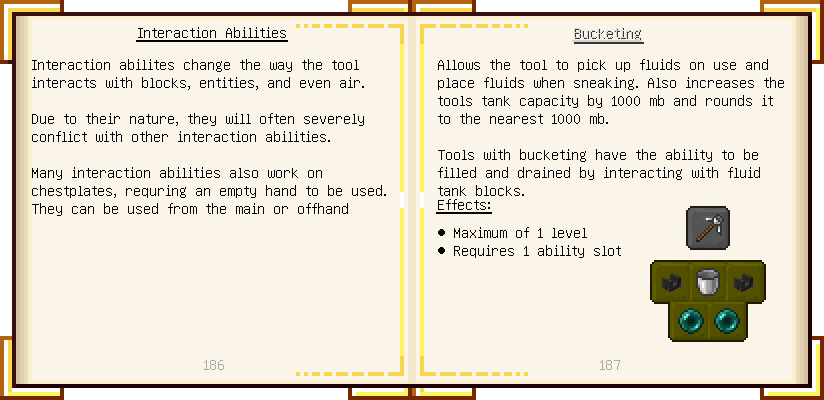 Interaction Abilities
Interaction abilites change the way the tool
interacts with blocks, entities, and even air.
Due to their nature, they will often severely
conflict with other interaction abilities.
Many interaction abilities also work on
chestplates, requring an empty hand to be used.
They can be used from the main or offhand
186
Bucketing
Allows the tool to pick up fluids on use and
place fluids when sneaking. Also increases the
tools tank capacity by 1000 mb and rounds it
to the nearest 1000 mb.
Tools with bucketing have the ability to be
filled and drained by interacting with fluid
tank blocks.
Effects:
• Maximum of 1 level
• Requires 1 ability slot
187